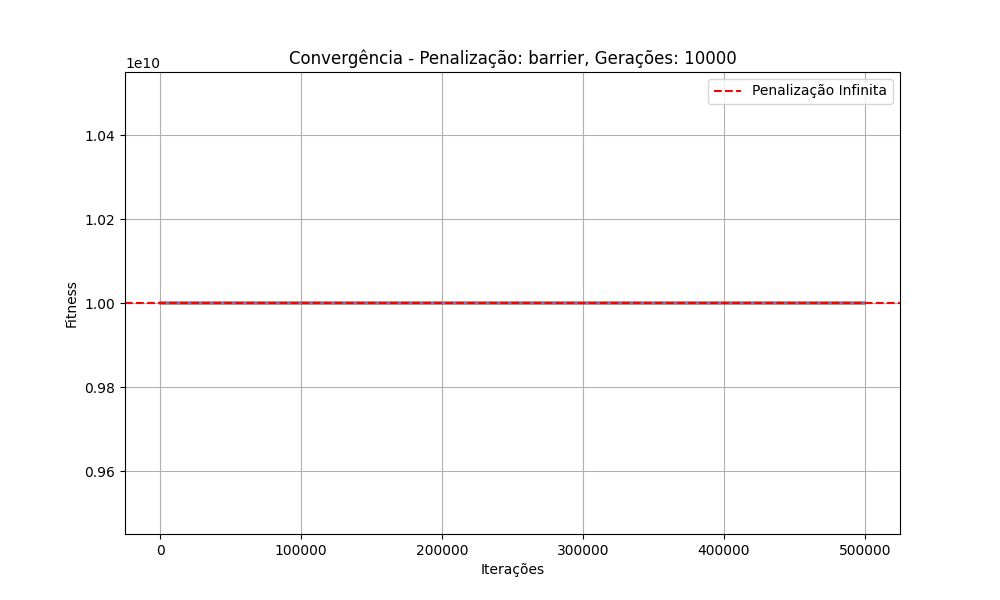 Convergência - Penalização: barrier, Gerações: 10000
1e10
Penalização Infinita
1.04
1.02
1.00
0.98
0.96
Fitness
0 100000 200000 300000 400000 500000
Iterações